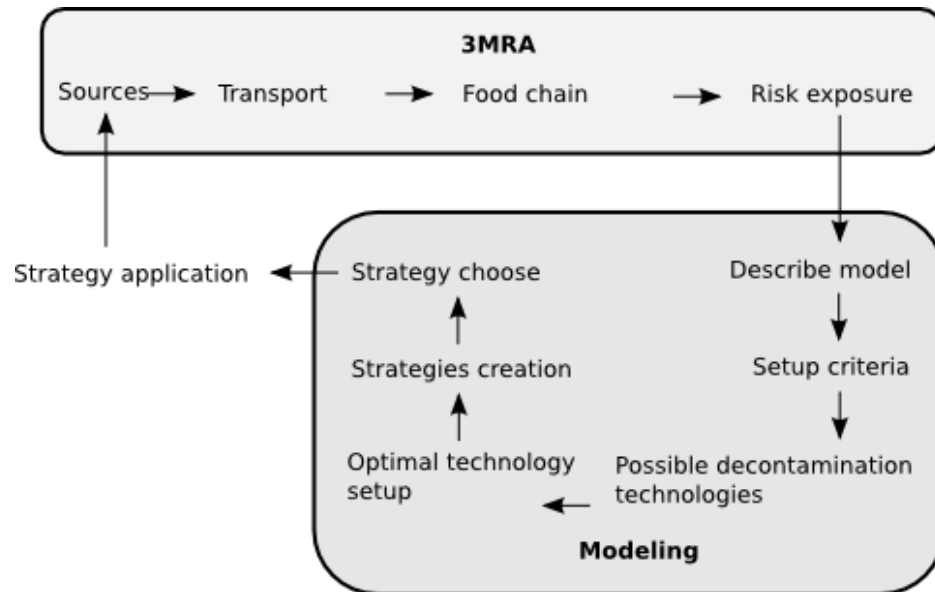 3MRA
Sources
Transport
Food chain
Risk exposure
Strategy application
Strategy choose
Describe model
Strategies creation
Setup criteria
Optimal technology
setup
Possible decontamination
technologies
Modeling